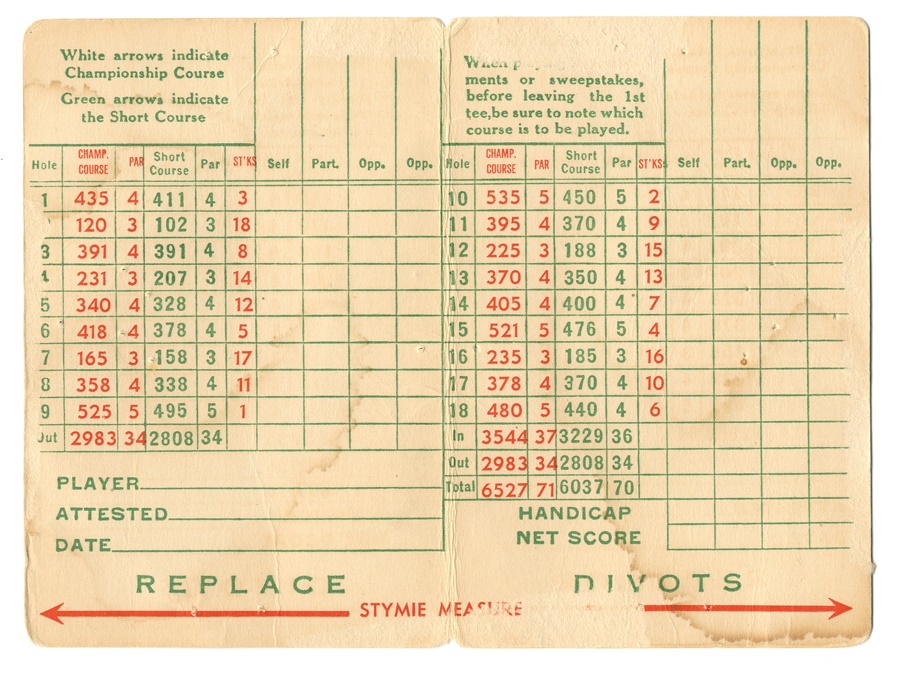 White arrows indicate
Championship Course
Green arrows indicate
the Short Course
Hole CHAMP. COURSE PAR Short Course Par ST'KS Self Part. Opp. Opp.
1 435 4 411 4 3
120 3 102 3 18
3 391 4 391 4 8
4 231 3 207 3 14
5 340 4 328 4 12
6 418 4 378 4 5
7 165 3 158 3 17
8 358 4 338 4 11
9 525 5 495 5 1
Out 2983 34 2808 34
PLAYER
ATTESTED
DATE
When
ments or sweepstakes,
before leaving the 1st
tee, be sure to note which
course is to be played.
Hole CHAMP. COURSE PAR Short Course Par ST'KS Self Part. Opp. Opp.
10 535 5 450 5 2
11 395 4 370 4 9
12 225 3 188 3 15
13 370 4 350 4 13
14 405 4 400 4 7
15 521 5 476 5 4
16 235 3 185 3 16
17 378 4 370 4 10
18 480 5 440 4 6
In 3544 37 3229 36
Out 2983 34 2808 34
Total 6527 71 6037 70
HANDICAP
NET SCORE
REPLACE DIVOTS
STYMIE MEASURE